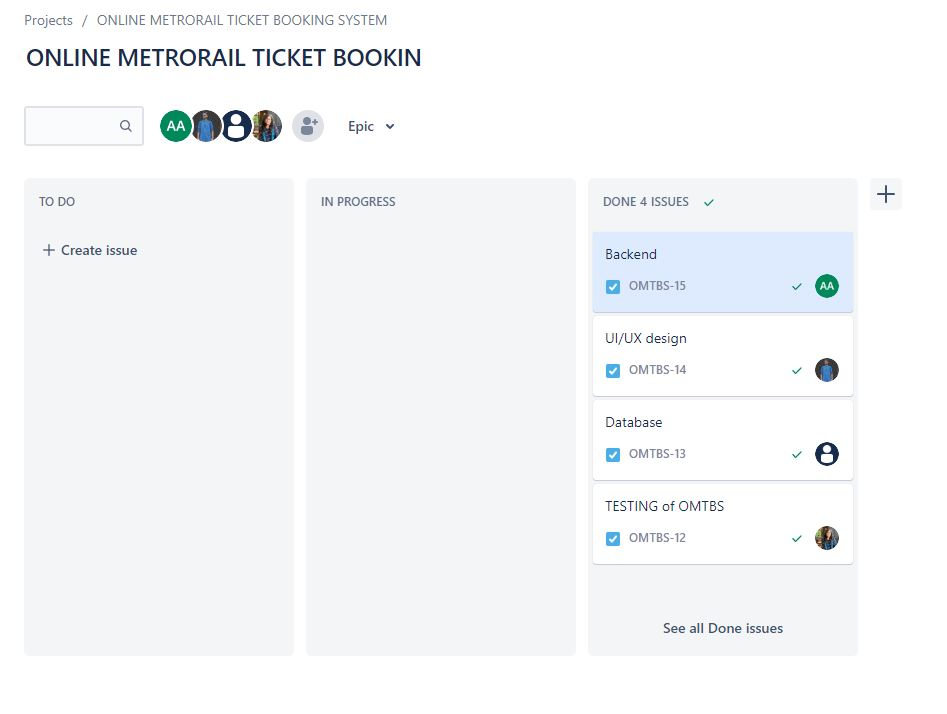 Projects / ONLINE METRORAIL TICKET BOOKING SYSTEM
ONLINE METRORAIL TICKET BOOKIN
AA
Epic
TO DO
Create issue
IN PROGRESS
DONE 4 ISSUES
Backend
OMTBS-15
AA
UI/UX design
OMTBS-14
Database
OMTBS-13
TESTING of OMTBS
OMTBS-12
See all Done issues